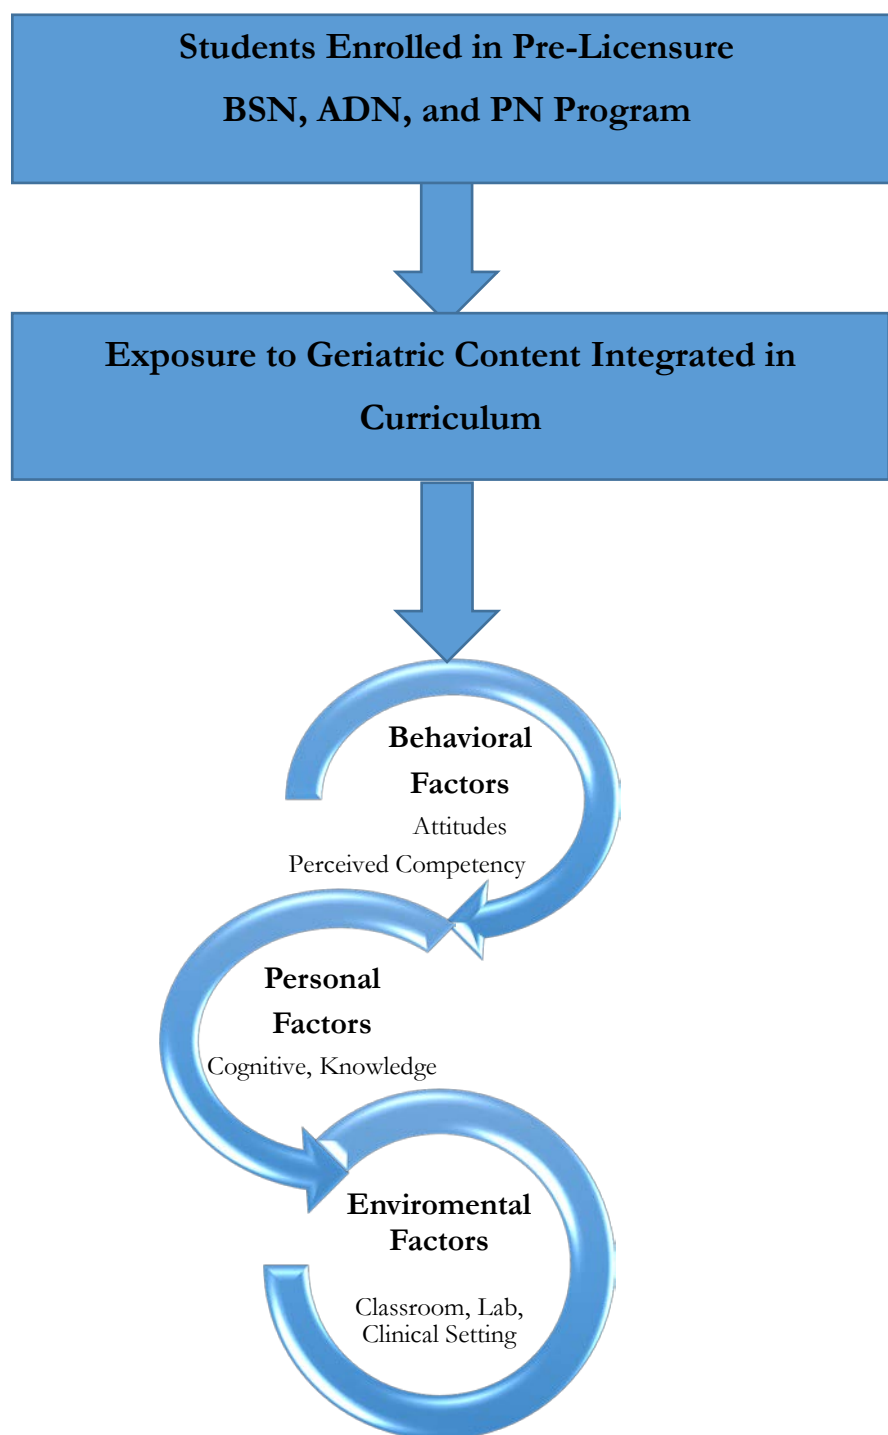 Students Enrolled in Pre-Licensure
BSN, ADN, and PN Program
Exposure to Geriatric Content Integrated in
Curriculum
Behavioral
Factors
Attitudes
Perceived Competency
Personal
Factors
Cognitive, Knowledge
Enviromental
Factors
Classroom, Lab,
Clinical Setting